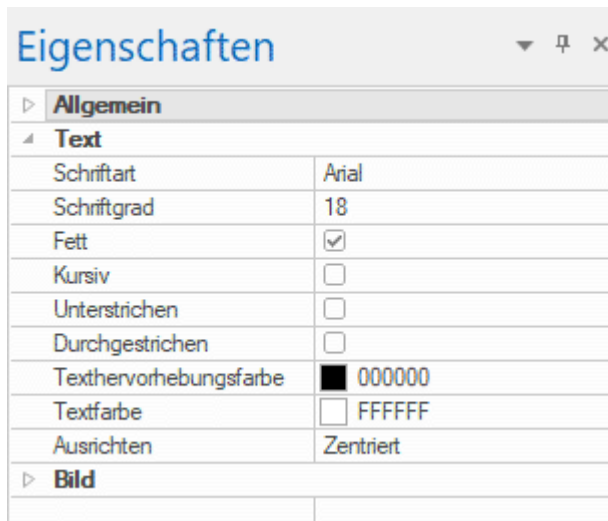 Eigenschaften
Allgemein
Text
Schriftart Arial
Schriftgrad 18
Fett
Kursiv
Unterstrichen
Durchgestrichen
Texthervorhebungsfarbe 000000
Textfarbe FFFFFF
Ausrichten Zentriert
Bild